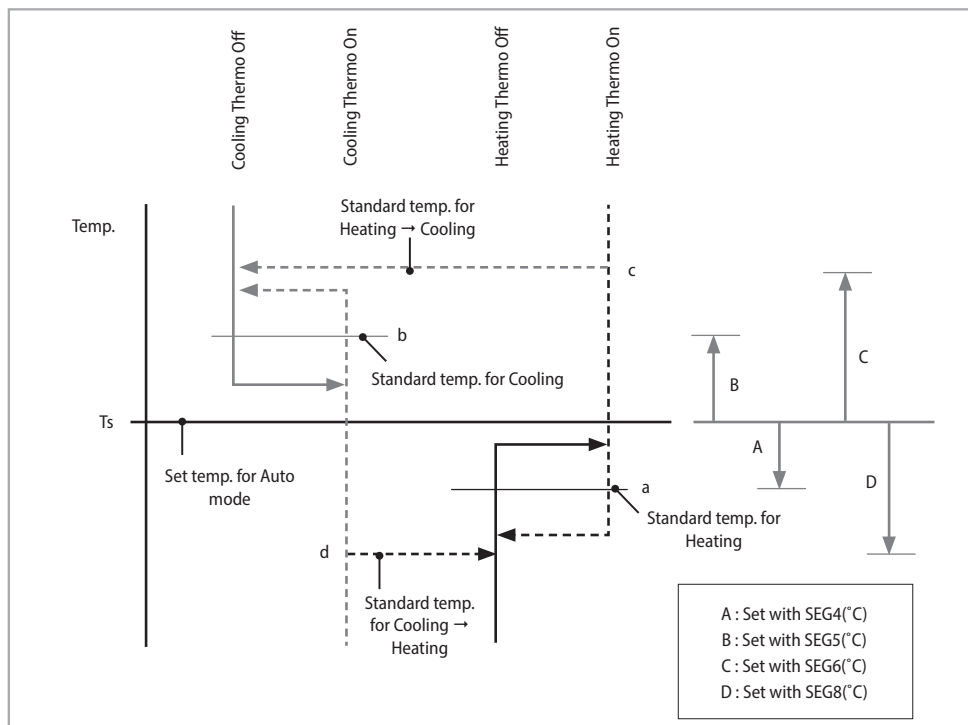 Cooling Thermo Off
Cooling Thermo On
Heating Thermo Off
Heating Thermo On
Temp.
Standard temp. for
Heating → Cooling
c
b
Standard temp. for Cooling
Ts
Set temp. for Auto
mode
a
Standard temp. for
Heating
d
Standard temp.
for Cooling →
Heating
B
A
C
D
A : Set with SEG4(˚C)
B : Set with SEG5(˚C)
C : Set with SEG6(˚C)
D : Set with SEG8(˚C)